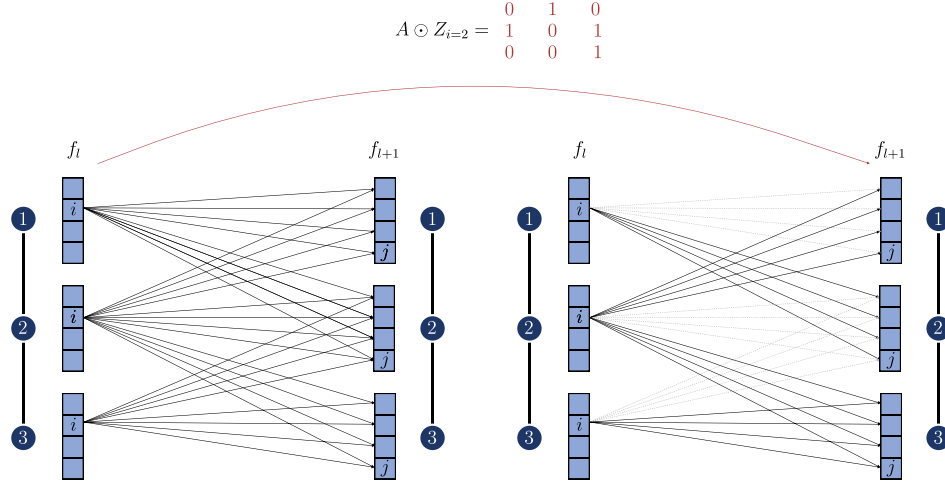 0 1 0
A ⊙ Z_{i=2} = 1 0 1
0 0 1
f_l f_{l+1} f_l f_{l+1}
i i
1 1 1 1
j j
i i
2 2 2 2
j j
i i
3 3 3 3
j j